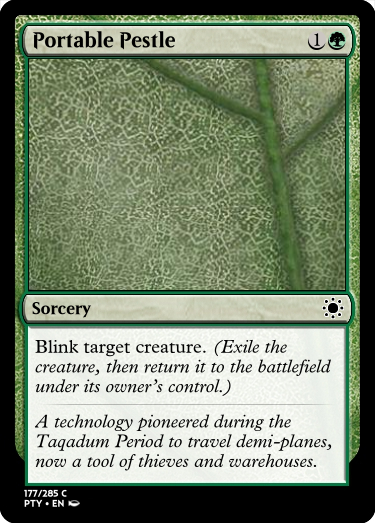 Portable Pestle 1
Sorcery
Blink target creature. (Exile the
creature, then return it to the battlefield
under its owner's control.)
A technology pioneered during the
Taqadum Period to travel demi-planes,
now a tool of thieves and warehouses.
177/285 C
PTY • EN